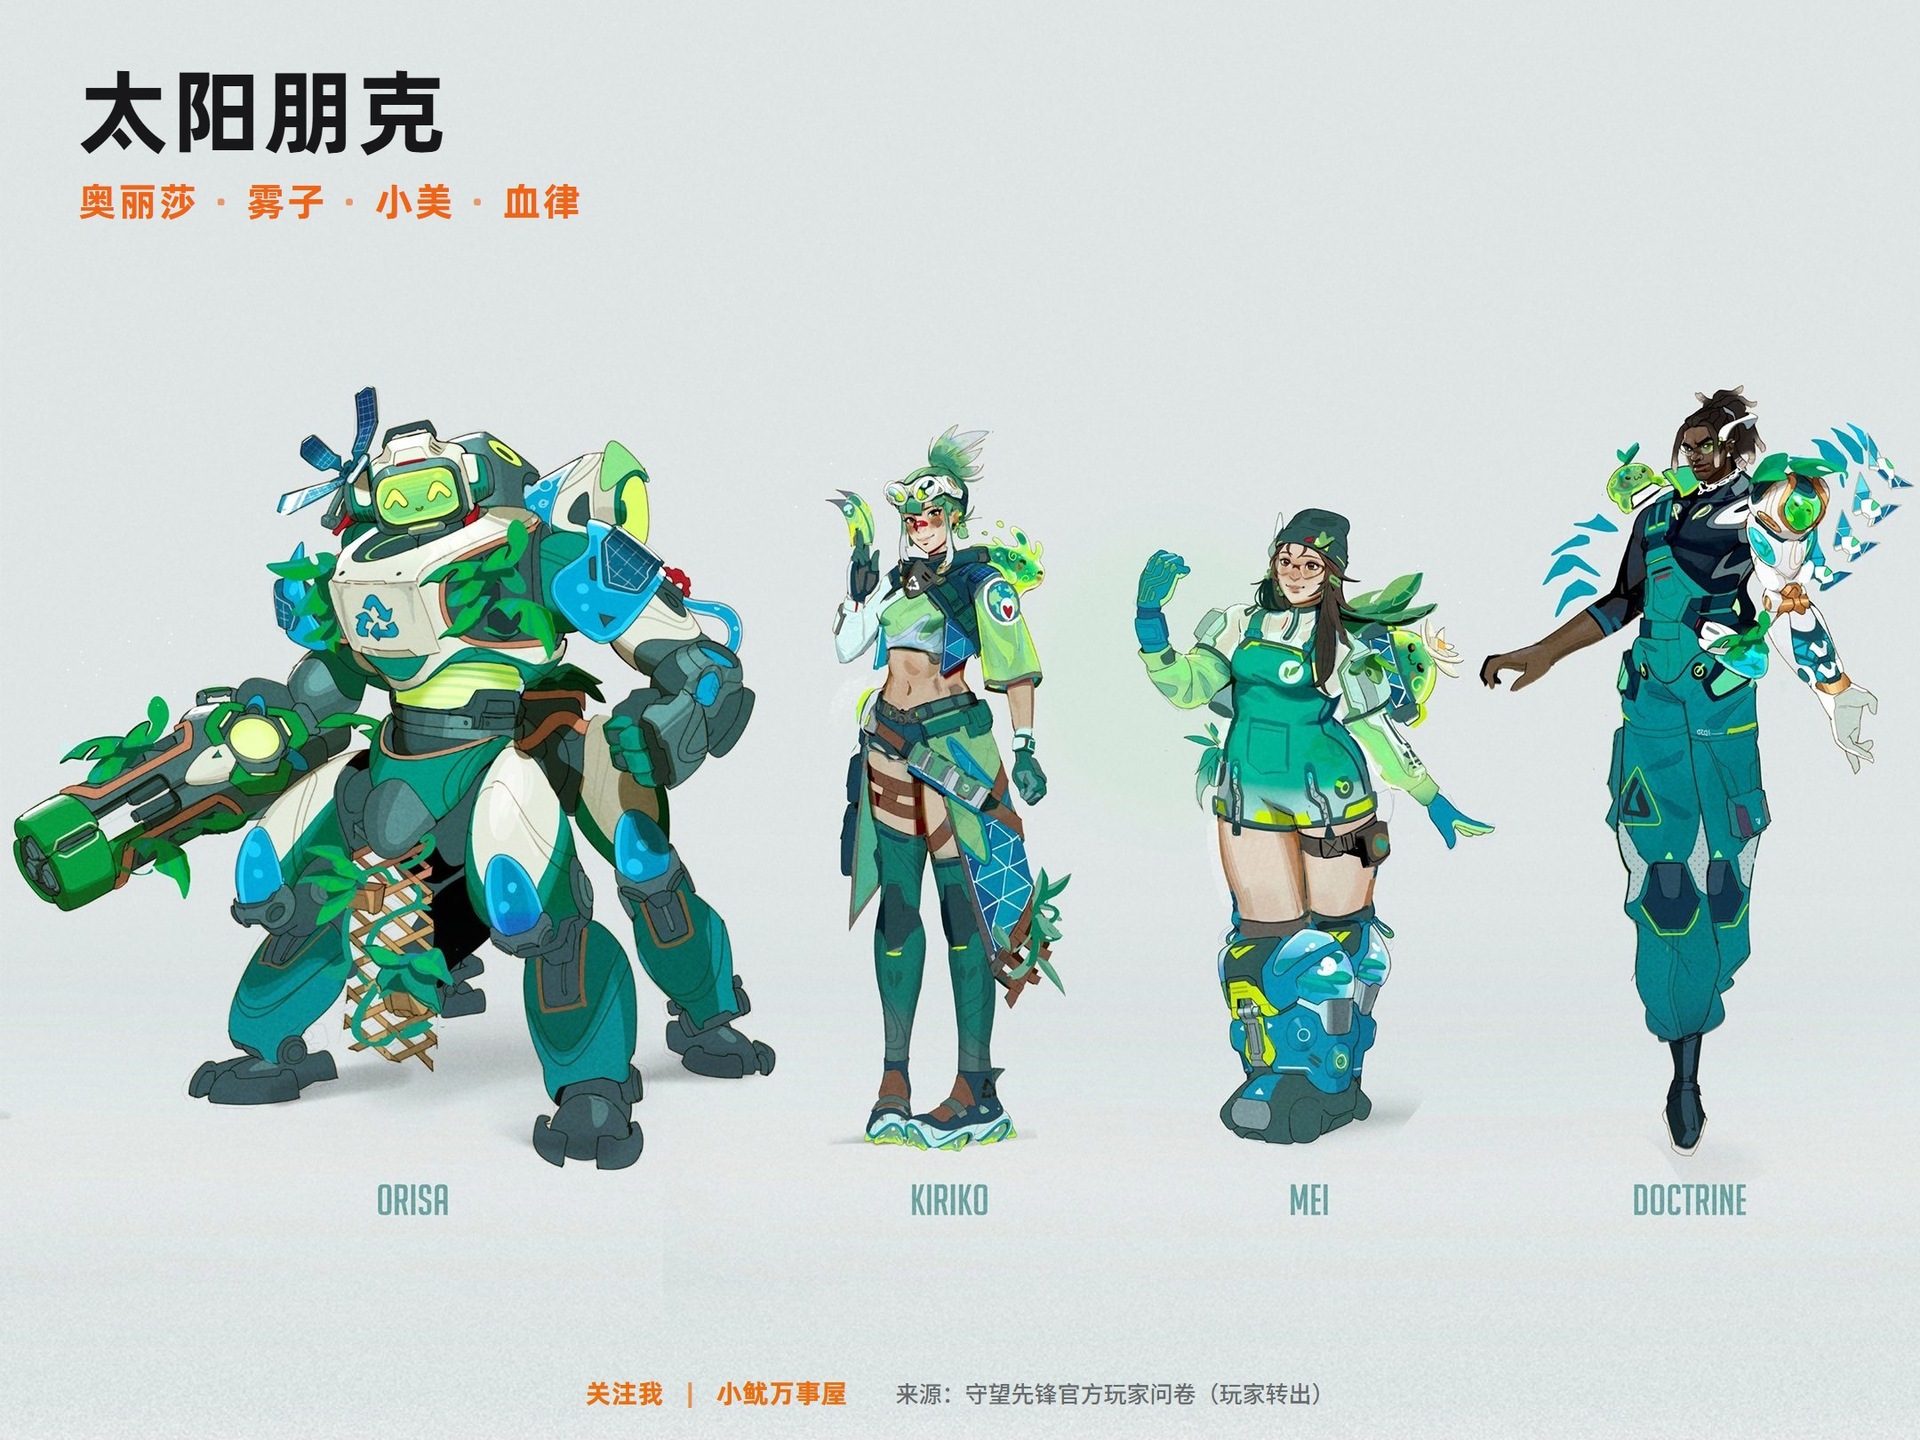 太阳朋克
奥丽莎 · 雾子 · 小美 · 血律
ORISA
KIRIKO
MEI
DOCTRINE
关注我 | 小鱿万事屋 来源：守望先锋官方玩家问卷（玩家转出）